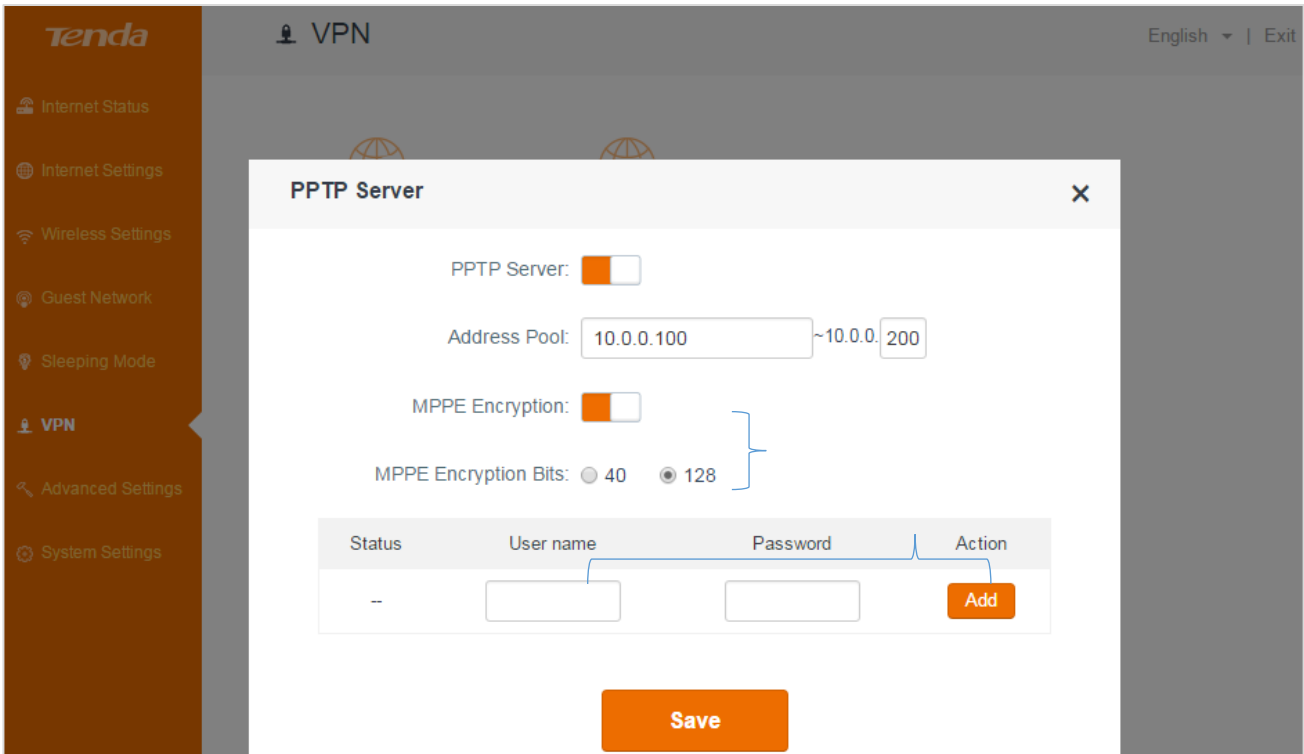 Tenda
VPN
English | Exit
Internet Status
Internet Settings
Wireless Settings
Guest Network
Sleeping Mode
VPN
Advanced Settings
System Settings
PPTP Server
×
PPTP Server:
Address Pool: 10.0.0.100 ~10.0.0. 200
MPPE Encryption:
MPPE Encryption Bits: 40 128
Status User name Password Action
-- Add
Save